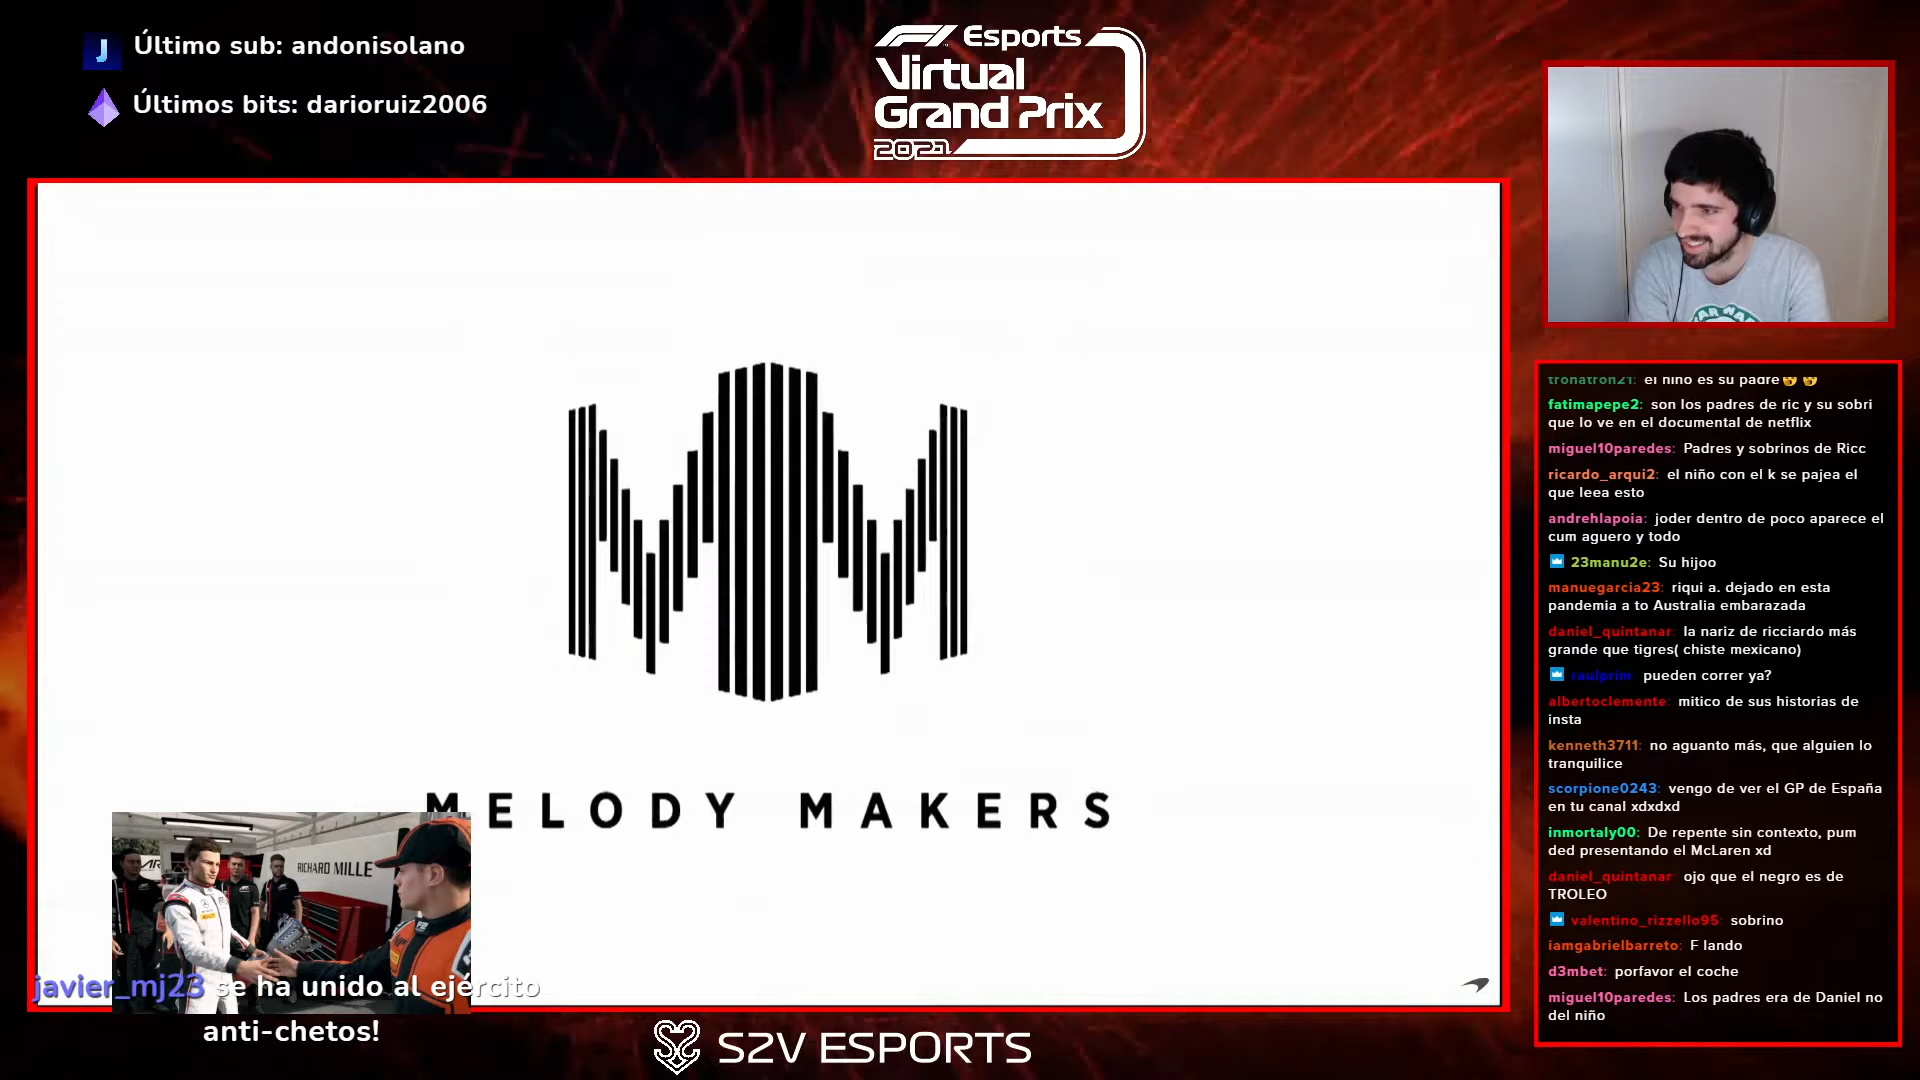 Último sub: andonisolano
Últimos bits: darioruiz2006
Esports
Virtual
Grand Prix
2021
MELODY MAKERS
RICHARD MILLE
javier_mj23 se ha unido al ejército
anti-chetos!
S2V ESPORTS
tronatron21: el niño es su padre
fatimapepe2: son los padres de ric y su sobri
que lo ve en el documental de netflix
miguel10paredes: Padres y sobrinos de Ricc
ricardo_arqui2: el niño con el k se pajea el
que leea esto
andrehlapoia: joder dentro de poco aparece el
cum aguero y todo
23manu2e: Su hijoo
manuegarcia23: riqui a. dejado en esta
pandemia a to Australia embarazada
daniel_quintanar: la nariz de ricciardo más
grande que tigres( chiste mexicano)
raulprim: pueden correr ya?
albertoclemente: mitico de sus historias de
insta
kenneth3711: no aguanto más, que alguien lo
tranquilice
scorpione0243: vengo de ver el GP de España
en tu canal xdxdxd
inmortaly00: De repente sin contexto, pum
ded presentando el McLaren xd
daniel_quintanar: ojo que el negro es de
TROLEO
valentino_rizzello95: sobrino
iamgabrielbarreto: F lando
d3mbet: porfavor el coche
miguel10paredes: Los padres era de Daniel no
del niño